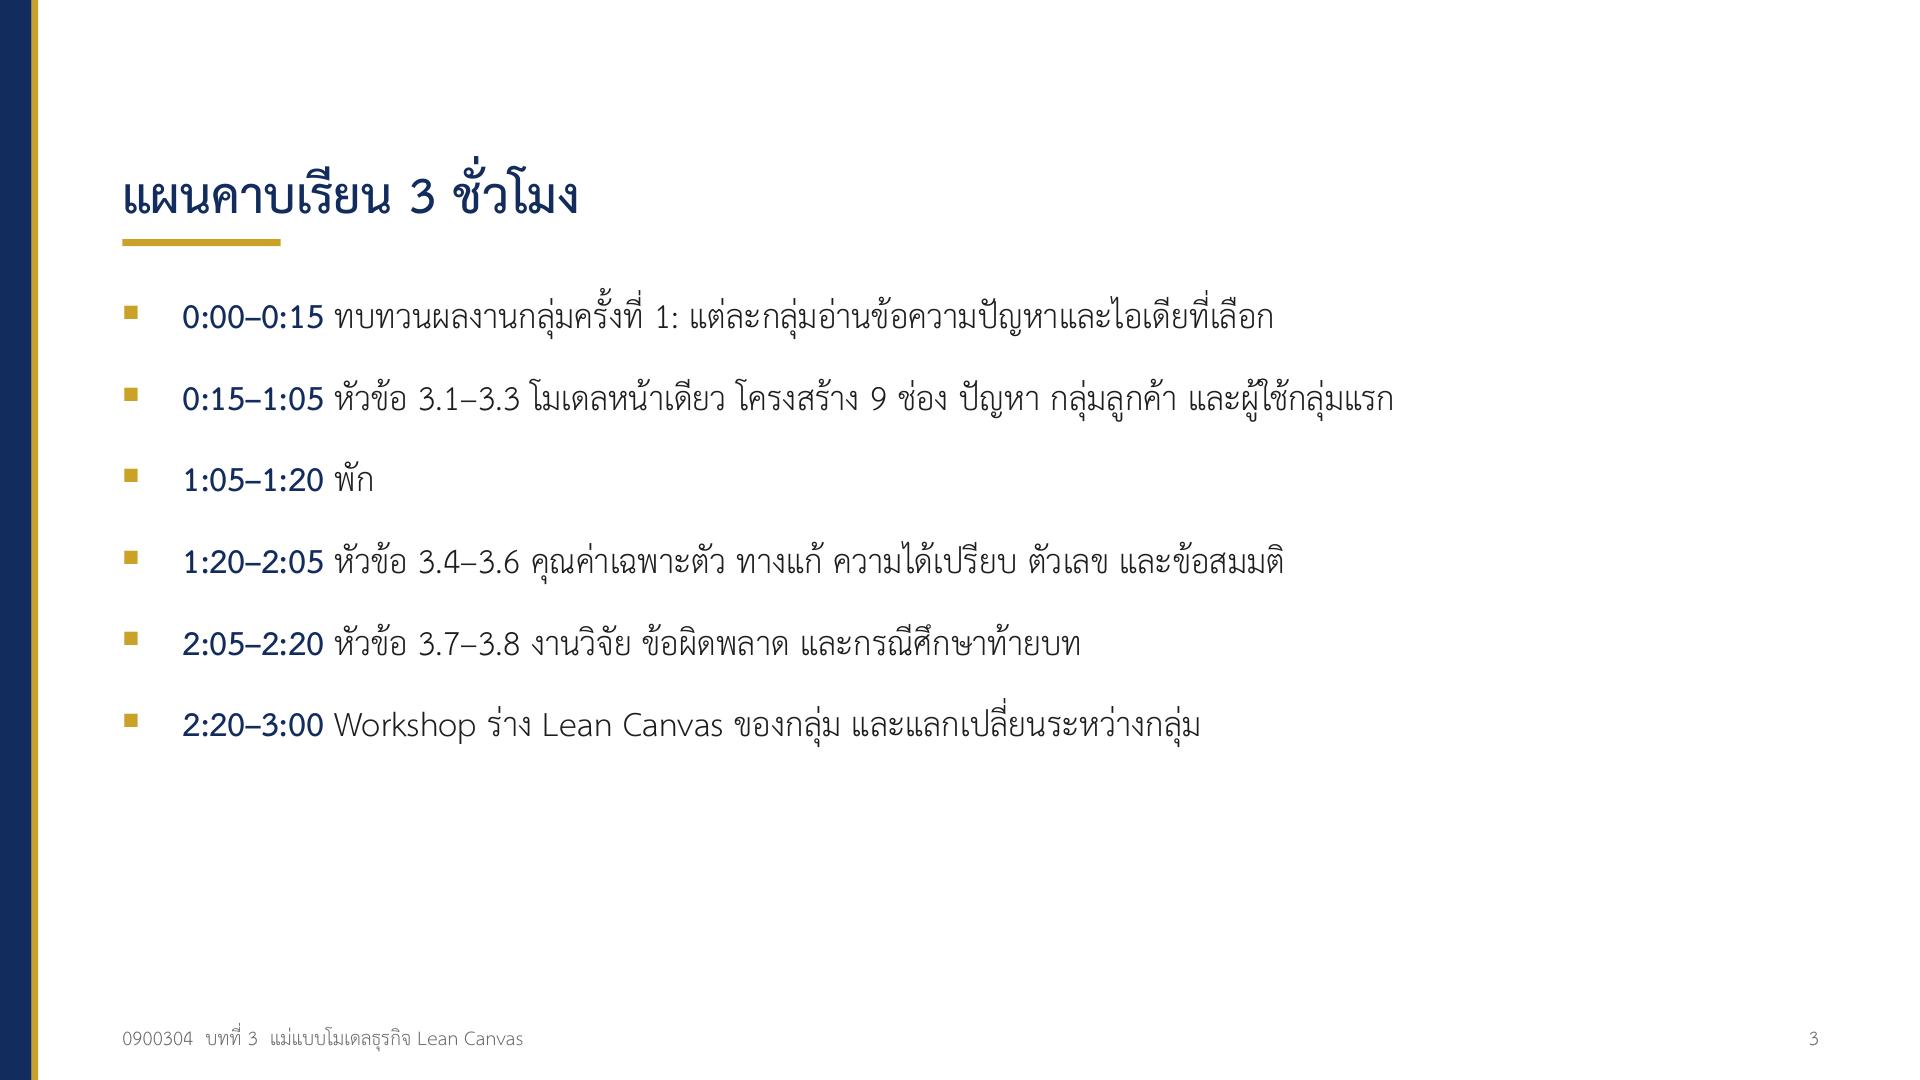 แผนคาบเรียน 3 ชั่วโมง
0:00–0:15 ทบทวนผลงานกลุ่มครั้งที่ 1: แต่ละกลุ่มอ่านข้อความปัญหาและไอเดียที่เลือก
0:15–1:05 หัวข้อ 3.1–3.3 โมเดลหน้าเดียว โครงสร้าง 9 ช่อง ปัญหา กลุ่มลูกค้า และผู้ใช้กลุ่มแรก
1:05–1:20 พัก
1:20–2:05 หัวข้อ 3.4–3.6 คุณค่าเฉพาะตัว ทางแก้ ความได้เปรียบ ตัวเลข และข้อสมมติ
2:05–2:20 หัวข้อ 3.7–3.8 งานวิจัย ข้อผิดพลาด และกรณีศึกษาท้ายบท
2:20–3:00 Workshop ร่าง Lean Canvas ของกลุ่ม และแลกเปลี่ยนระหว่างกลุ่ม
0900304 บทที่ 3 แม่แบบโมเดลธุรกิจ Lean Canvas
3